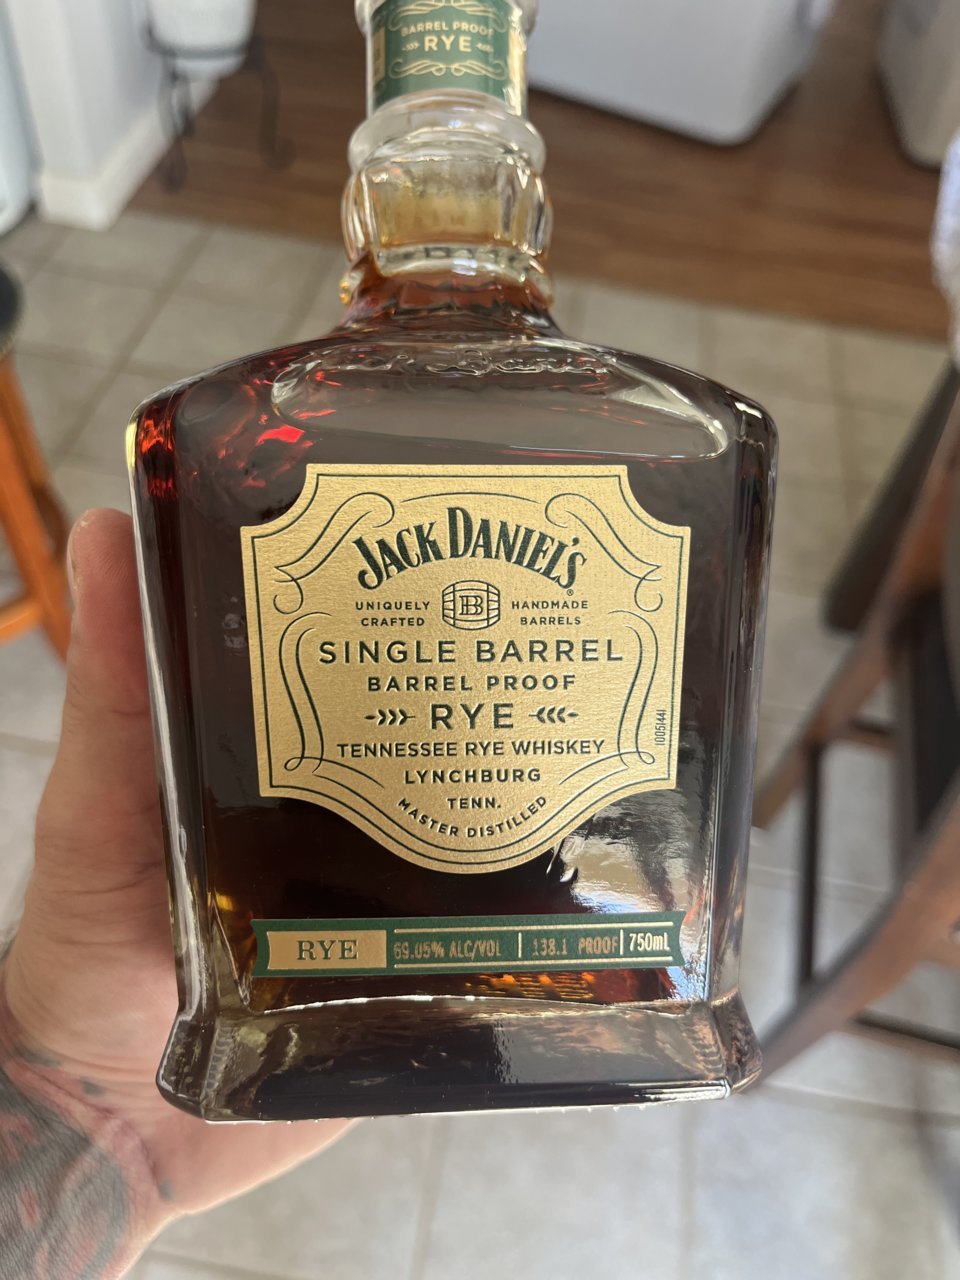 BARREL PROOF
RYE
JACK DANIEL'S®
UNIQUELY CRAFTED
B
HANDMADE BARRELS
SINGLE BARREL
BARREL PROOF
RYE
TENNESSEE RYE WHISKEY
LYNCHBURG
TENN.
MASTER DISTILLED
10051441
RYE 69.05% ALC/VOL 138.1 PROOF 750mL